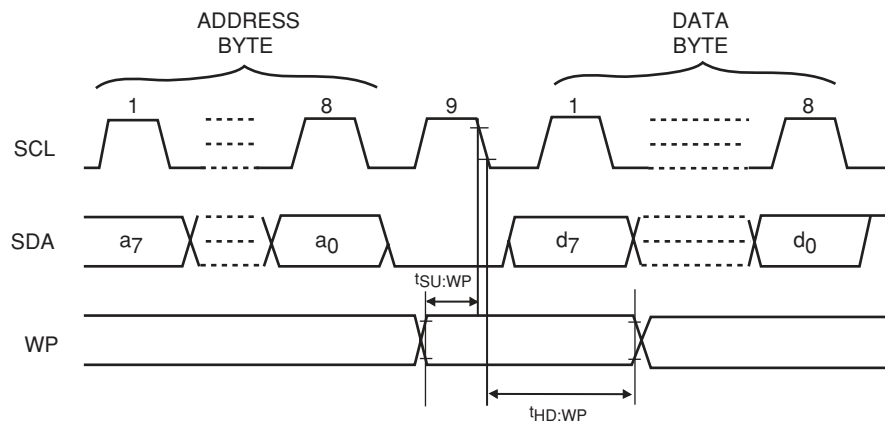 ADDRESS
BYTE
DATA
BYTE
1
8
9
1
8
SCL
SDA
a7
a0
d7
d0
tSU:WP
WP
tHD:WP